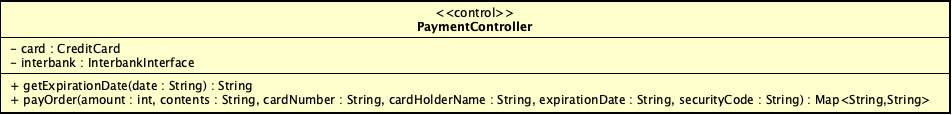 <<control>>
PaymentController
- card : CreditCard
- interbank : InterbankInterface
+ getExpirationDate(date : String) : String
+ payOrder(amount : int, contents : String, cardNumber : String, cardHolderName : String, expirationDate : String, securityCode : String) : Map<String,String>